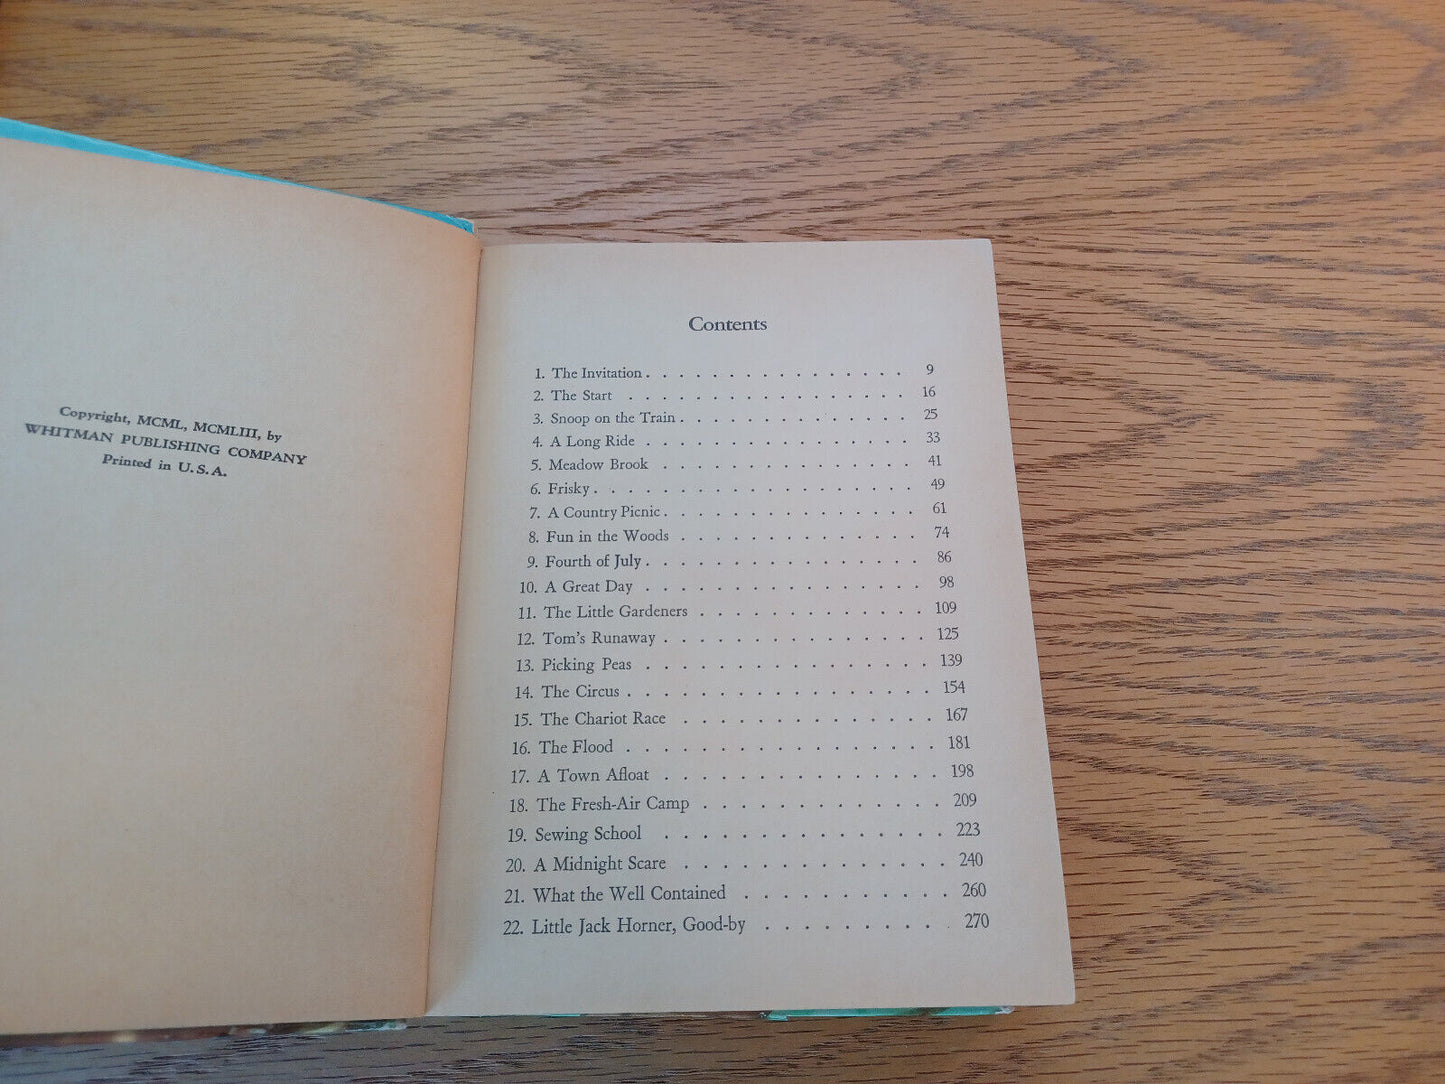 Copyright, MCML, MCMLIII, by
WHITMAN PUBLISHING COMPANY
Printed in U.S.A.
Contents
1. The Invitation . . . . . . . . . . . . . . . . . . 9
2. The Start . . . . . . . . . . . . . . . . . . . . 16
3. Snoop on the Train . . . . . . . . . . . . . . . . 25
4. A Long Ride . . . . . . . . . . . . . . . . . . . 33
5. Meadow Brook . . . . . . . . . . . . . . . . . . 41
6. Frisky . . . . . . . . . . . . . . . . . . . . . . 49
7. A Country Picnic . . . . . . . . . . . . . . . . . 61
8. Fun in the Woods . . . . . . . . . . . . . . . . 74
9. Fourth of July . . . . . . . . . . . . . . . . . . 86
10. A Great Day . . . . . . . . . . . . . . . . . . . 98
11. The Little Gardeners . . . . . . . . . . . . . . 109
12. Tom's Runaway . . . . . . . . . . . . . . . . . 125
13. Picking Peas . . . . . . . . . . . . . . . . . . 139
14. The Circus . . . . . . . . . . . . . . . . . . . 154
15. The Chariot Race . . . . . . . . . . . . . . . . 167
16. The Flood . . . . . . . . . . . . . . . . . . . 181
17. A Town Afloat . . . . . . . . . . . . . . . . . 198
18. The Fresh-Air Camp . . . . . . . . . . . . . . 209
19. Sewing School . . . . . . . . . . . . . . . . . 223
20. A Midnight Scare . . . . . . . . . . . . . . . 240
21. What the Well Contained . . . . . . . . . . . 260
22. Little Jack Horner, Good-by . . . . . . . . . . 270